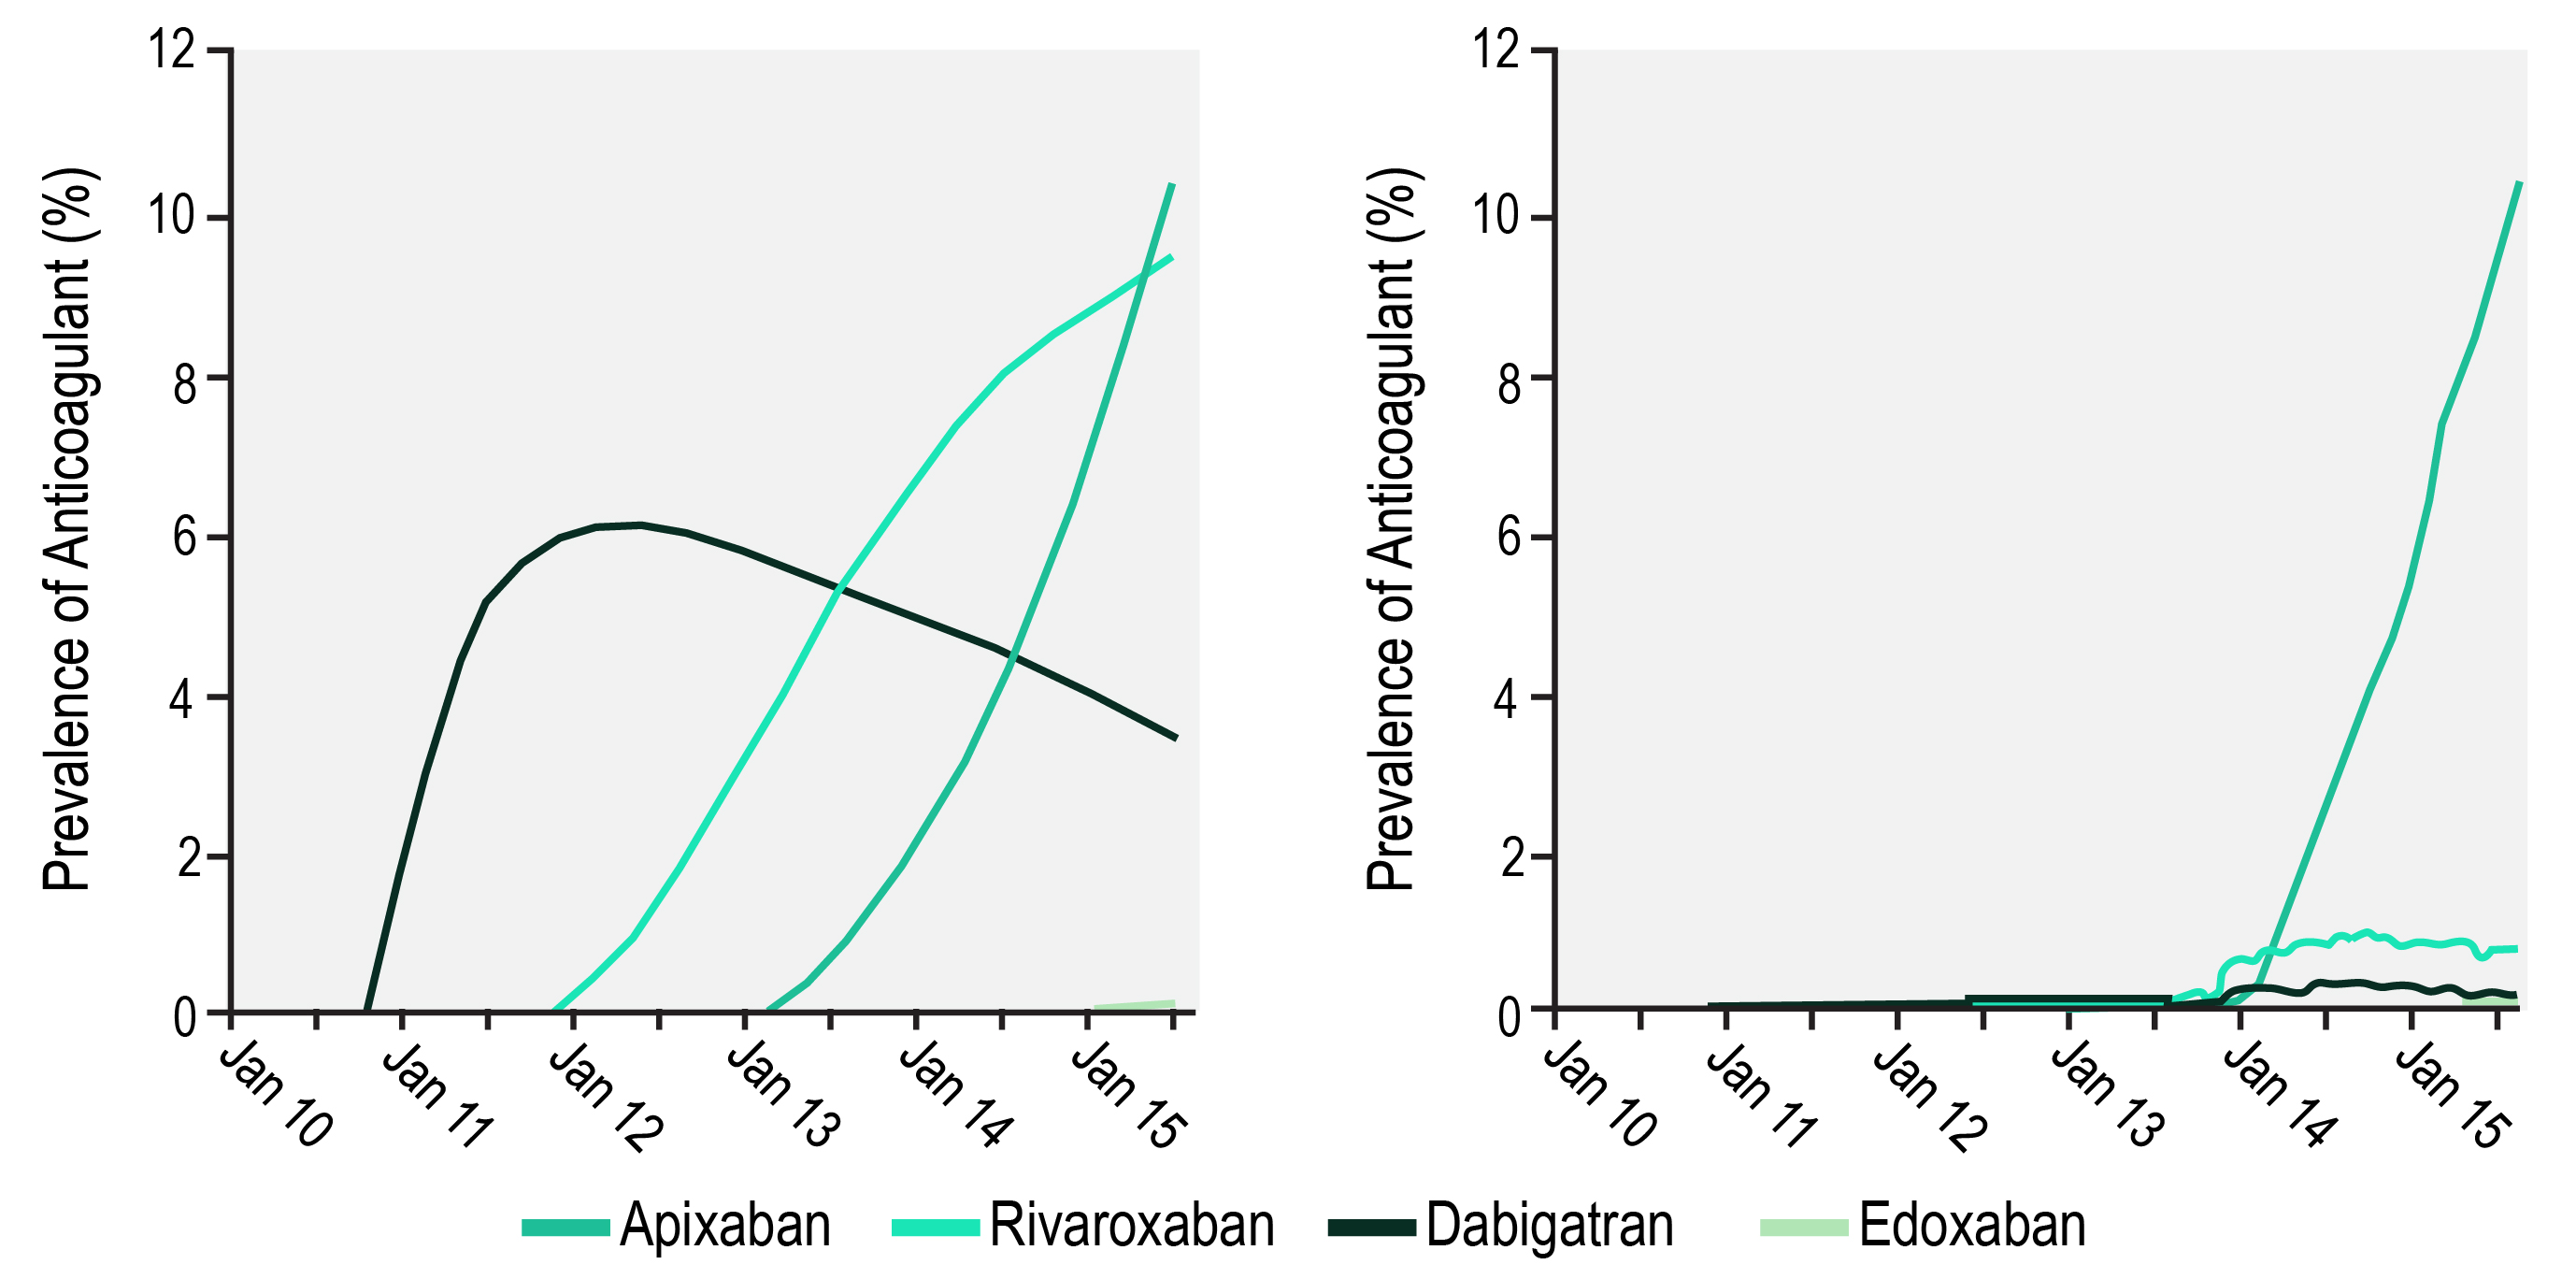 Prevalence of Anticoagulant (%)
12
10
8
6
4
2
0
Jan 10
Jan 11
Jan 12
Jan 13
Jan 14
Jan 15
Prevalence of Anticoagulant (%)
12
10
8
6
4
2
0
Jan 10
Jan 11
Jan 12
Jan 13
Jan 14
Jan 15
Apixaban Rivaroxaban Dabigatran Edoxaban